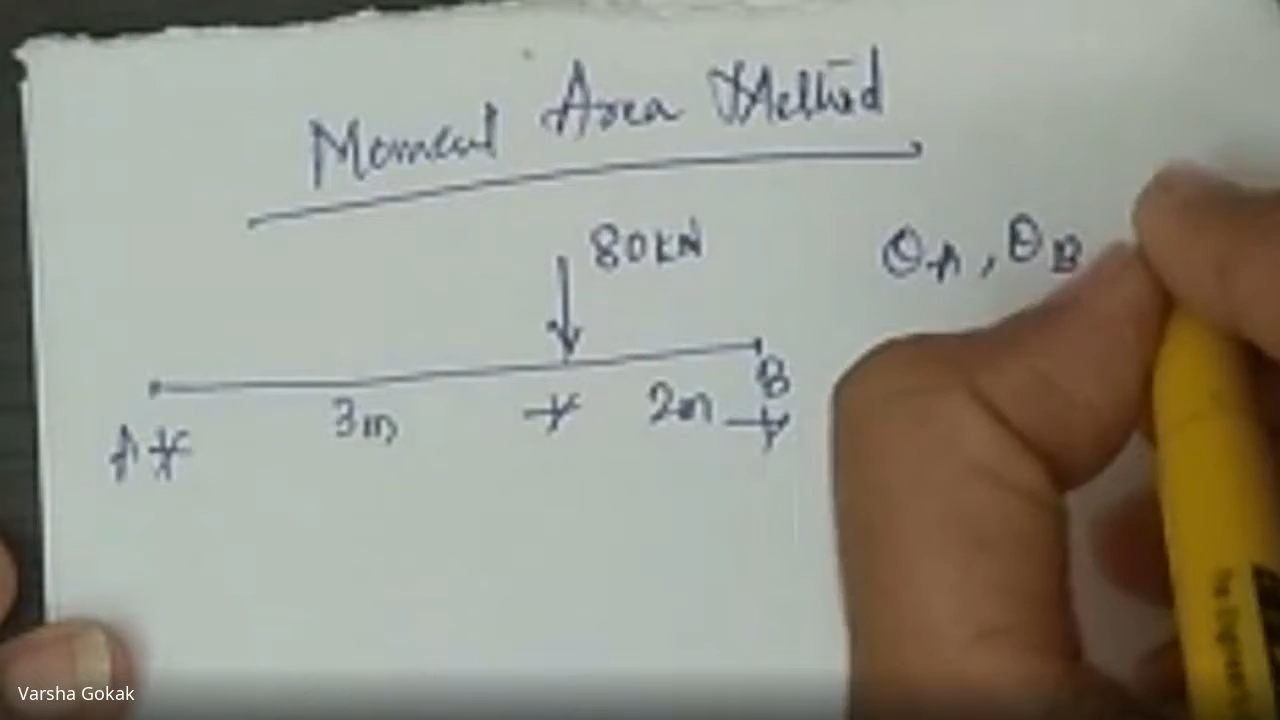 Moment Area Method
80kN
θA, θB
3m
2m
B
A
Varsha Gokak